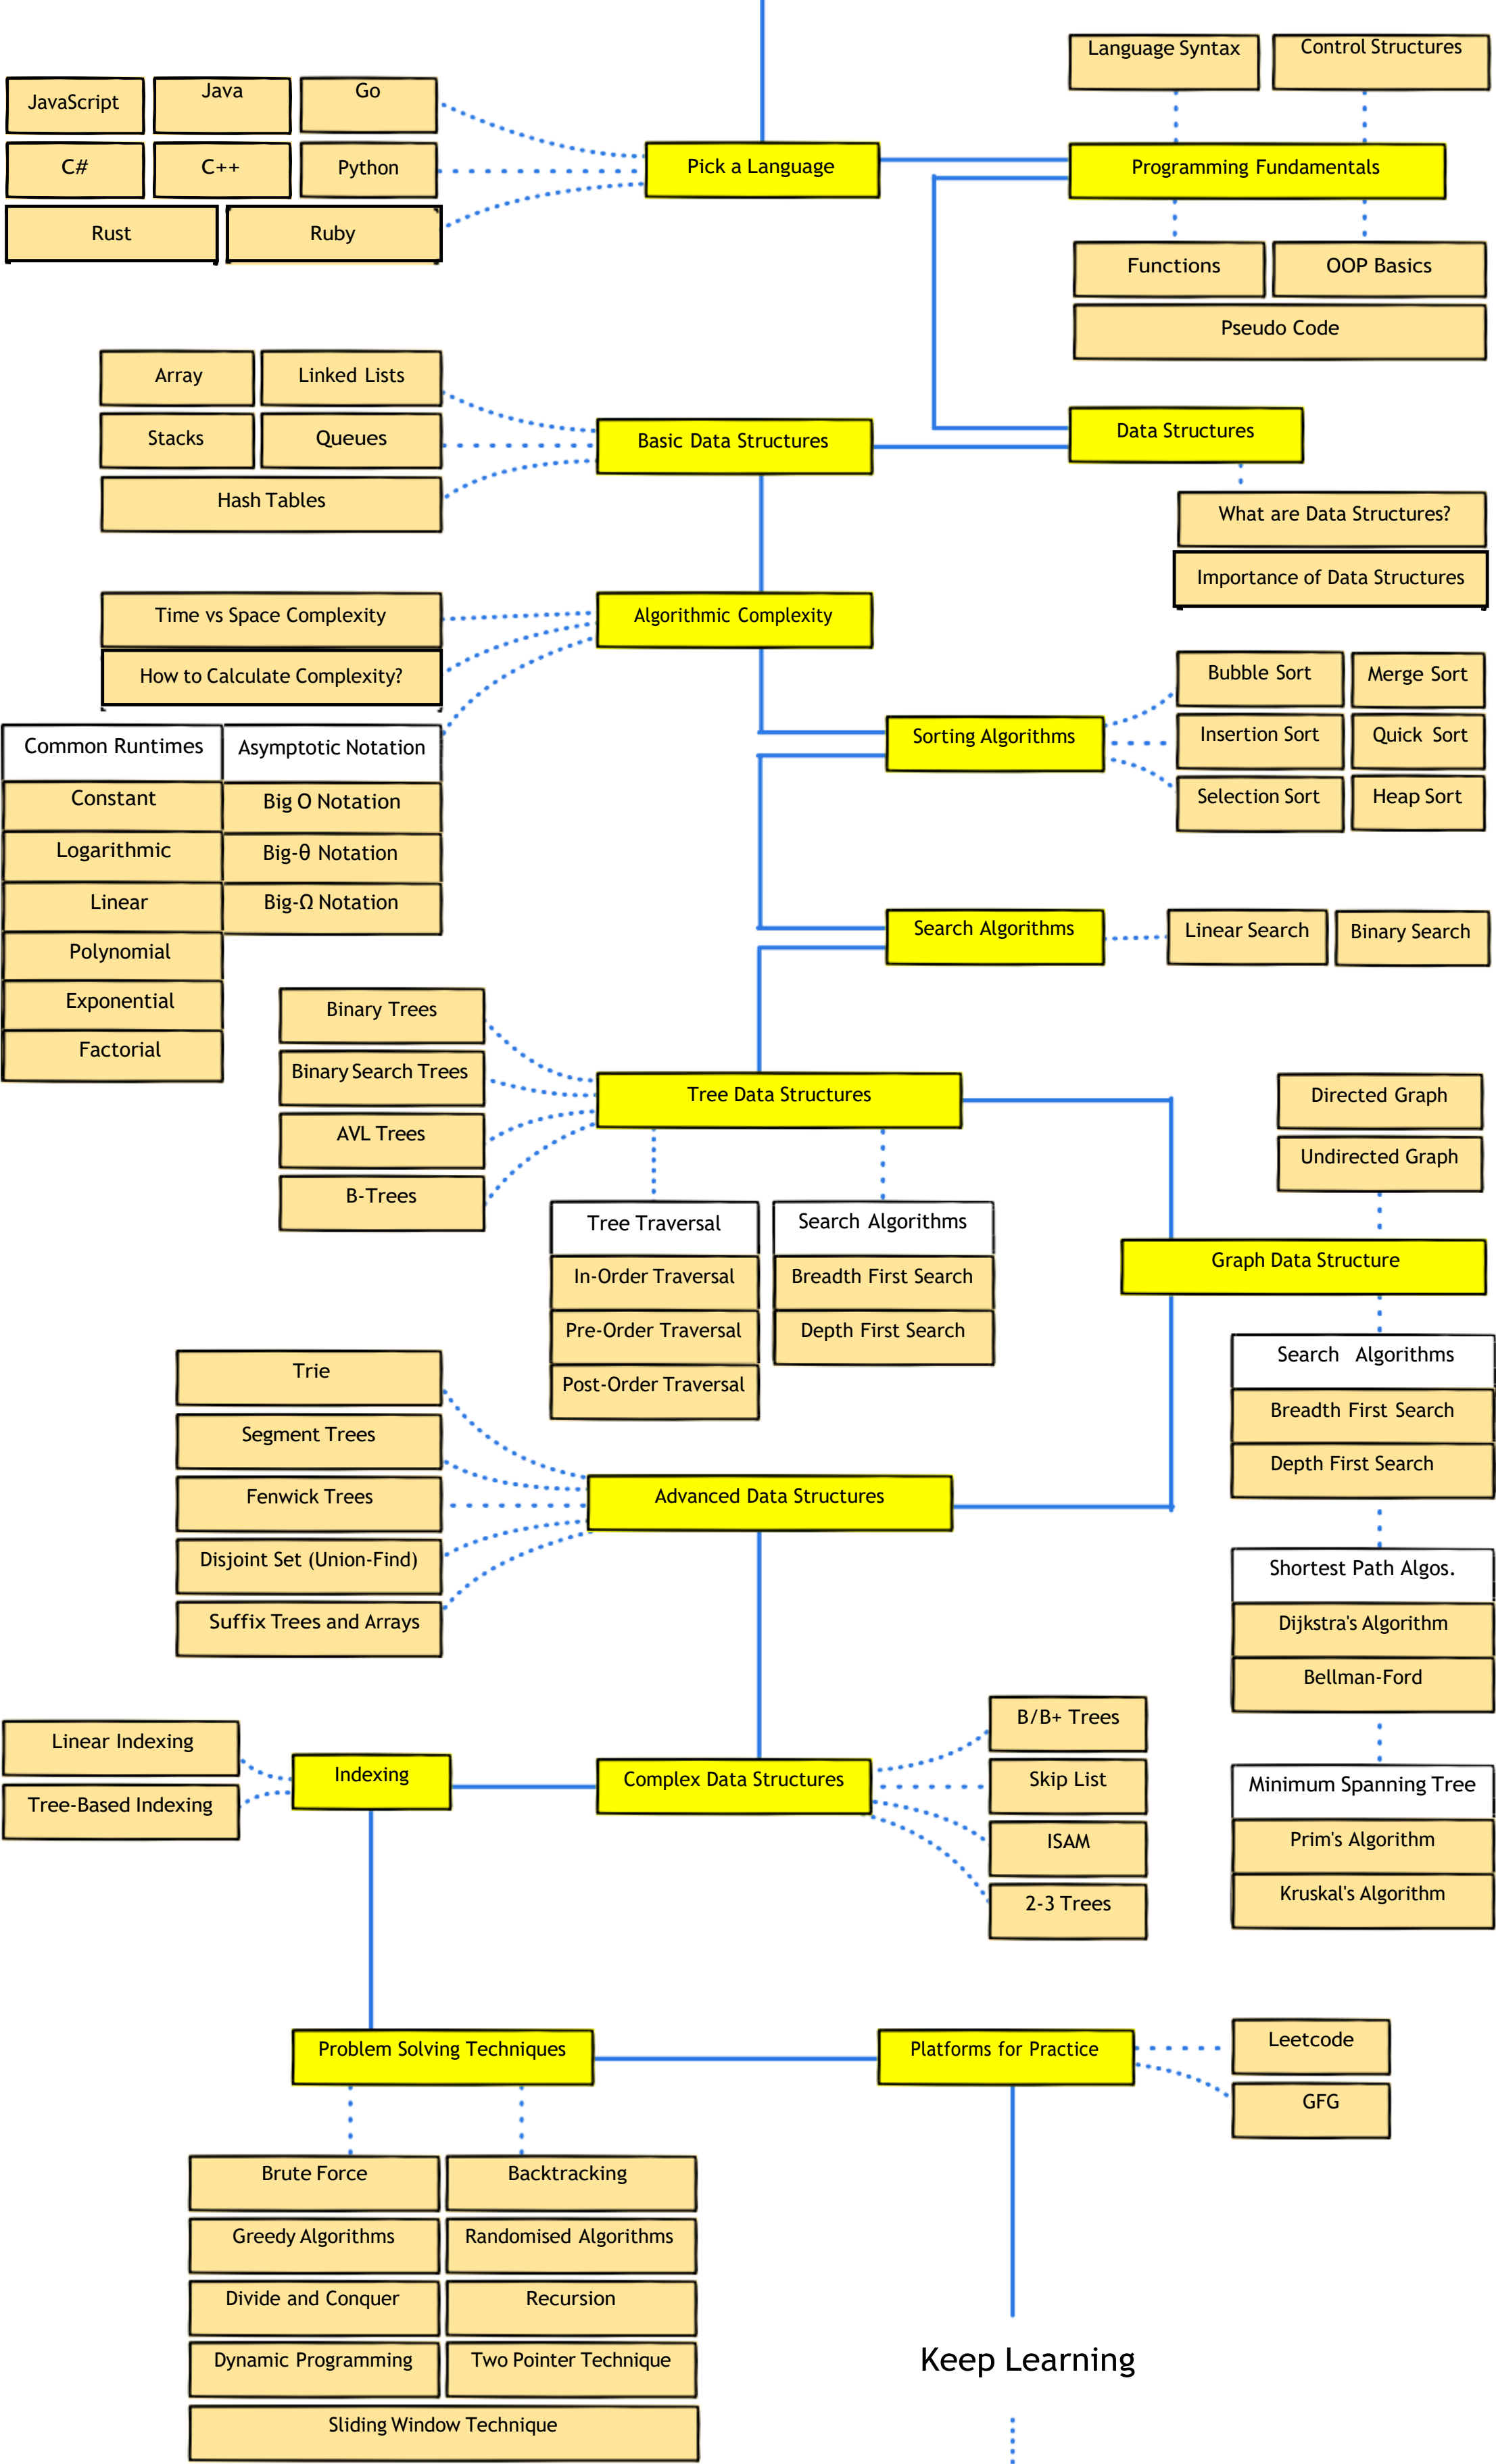 Language Syntax
Control Structures
JavaScript
Java
Go
C#
C++
Python
Rust
Ruby
Pick a Language
Programming Fundamentals
Functions
OOP Basics
Pseudo Code
Array
Linked Lists
Stacks
Queues
Hash Tables
Basic Data Structures
Data Structures
What are Data Structures?
Importance of Data Structures
Time vs Space Complexity
How to Calculate Complexity?
Algorithmic Complexity
Common Runtimes
Constant
Logarithmic
Linear
Polynomial
Exponential
Factorial
Asymptotic Notation
Big O Notation
Big-θ Notation
Big-Ω Notation
Sorting Algorithms
Bubble Sort
Merge Sort
Insertion Sort
Quick Sort
Selection Sort
Heap Sort
Search Algorithms
Linear Search
Binary Search
Binary Trees
Binary Search Trees
AVL Trees
B-Trees
Tree Data Structures
Tree Traversal
In-Order Traversal
Pre-Order Traversal
Post-Order Traversal
Search Algorithms
Breadth First Search
Depth First Search
Directed Graph
Undirected Graph
Graph Data Structure
Search Algorithms
Breadth First Search
Depth First Search
Shortest Path Algos.
Dijkstra's Algorithm
Bellman-Ford
Minimum Spanning Tree
Prim's Algorithm
Kruskal's Algorithm
Trie
Segment Trees
Fenwick Trees
Disjoint Set (Union-Find)
Suffix Trees and Arrays
Advanced Data Structures
Linear Indexing
Tree-Based Indexing
Indexing
Complex Data Structures
B/B+ Trees
Skip List
ISAM
2-3 Trees
Problem Solving Techniques
Platforms for Practice
Leetcode
GFG
Brute Force
Backtracking
Greedy Algorithms
Randomised Algorithms
Divide and Conquer
Recursion
Dynamic Programming
Two Pointer Technique
Sliding Window Technique
Keep Learning